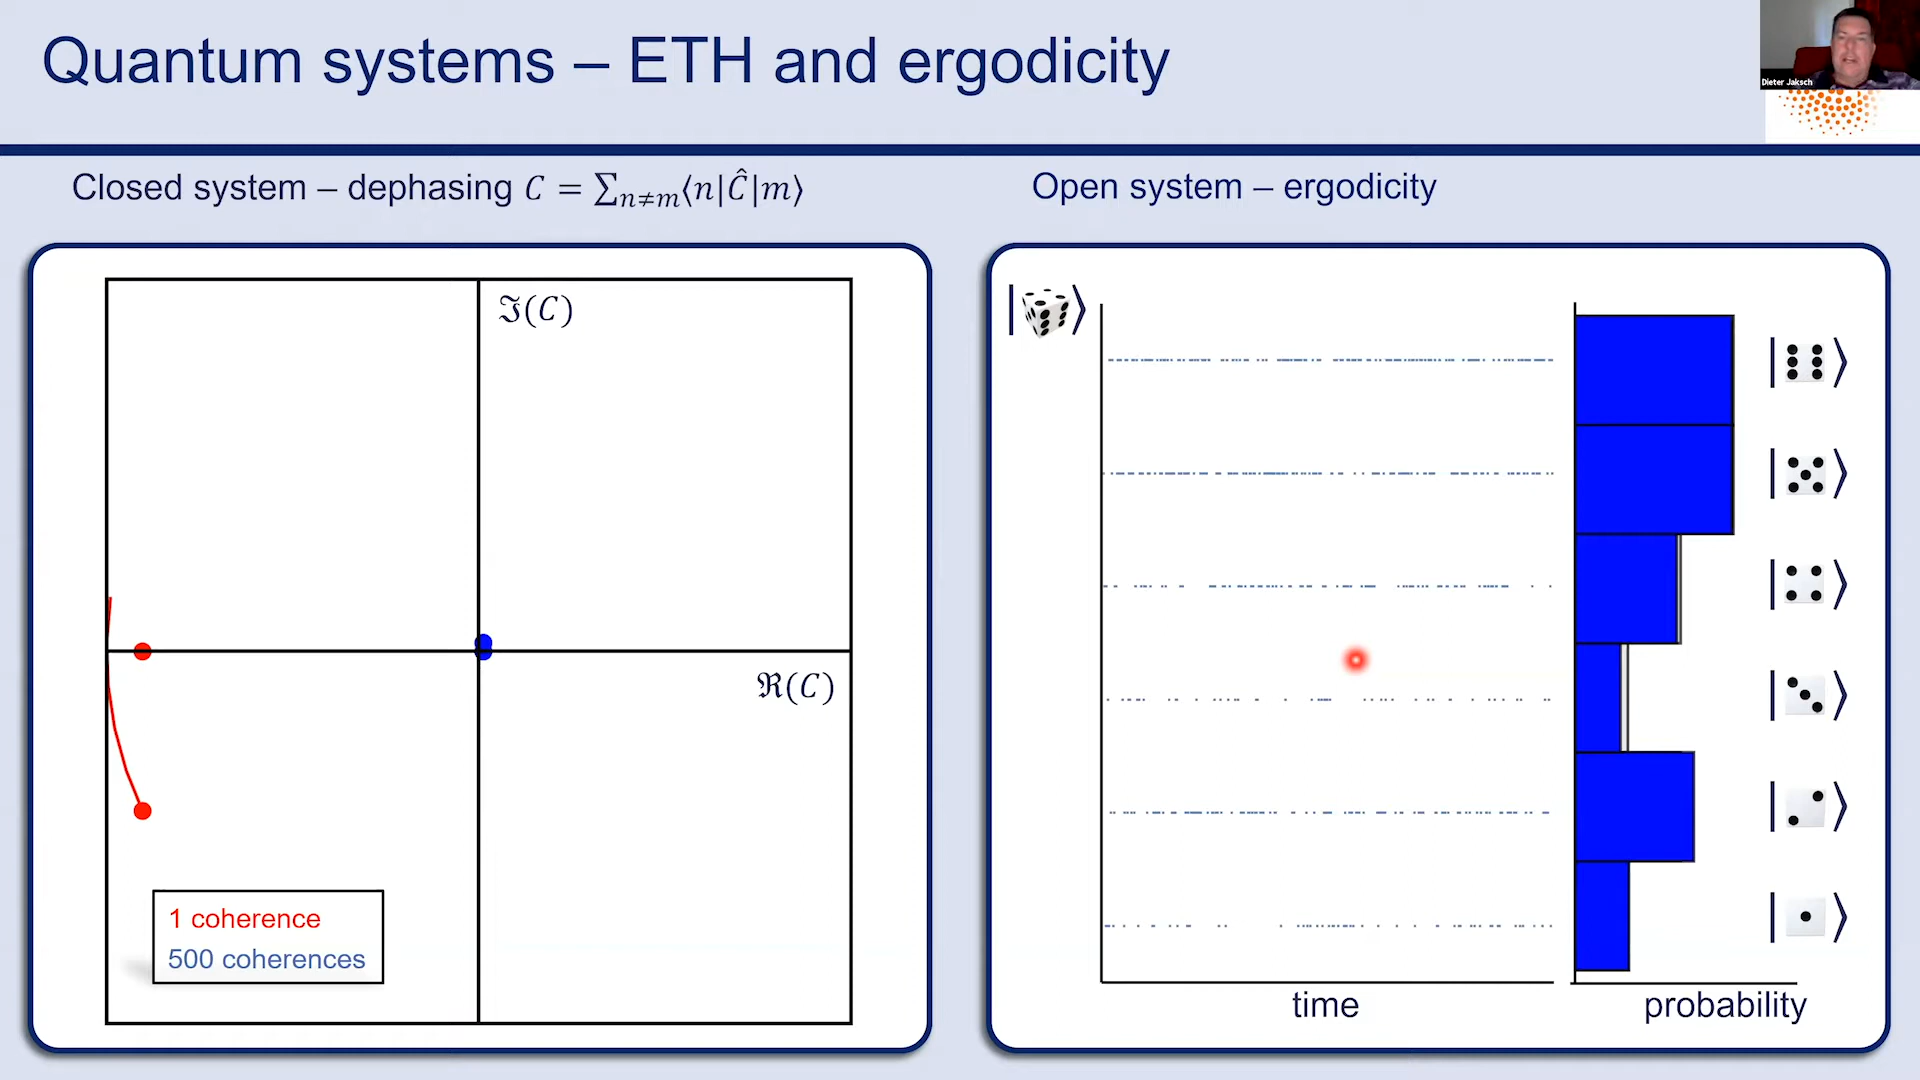 Quantum systems – ETH and ergodicity
Dieter Jaksch
Closed system – dephasing C = ∑n≠m⟨n|Ĉ|m⟩
Open system – ergodicity
ℑ(C)
ℜ(C)
1 coherence
500 coherences
time
probability